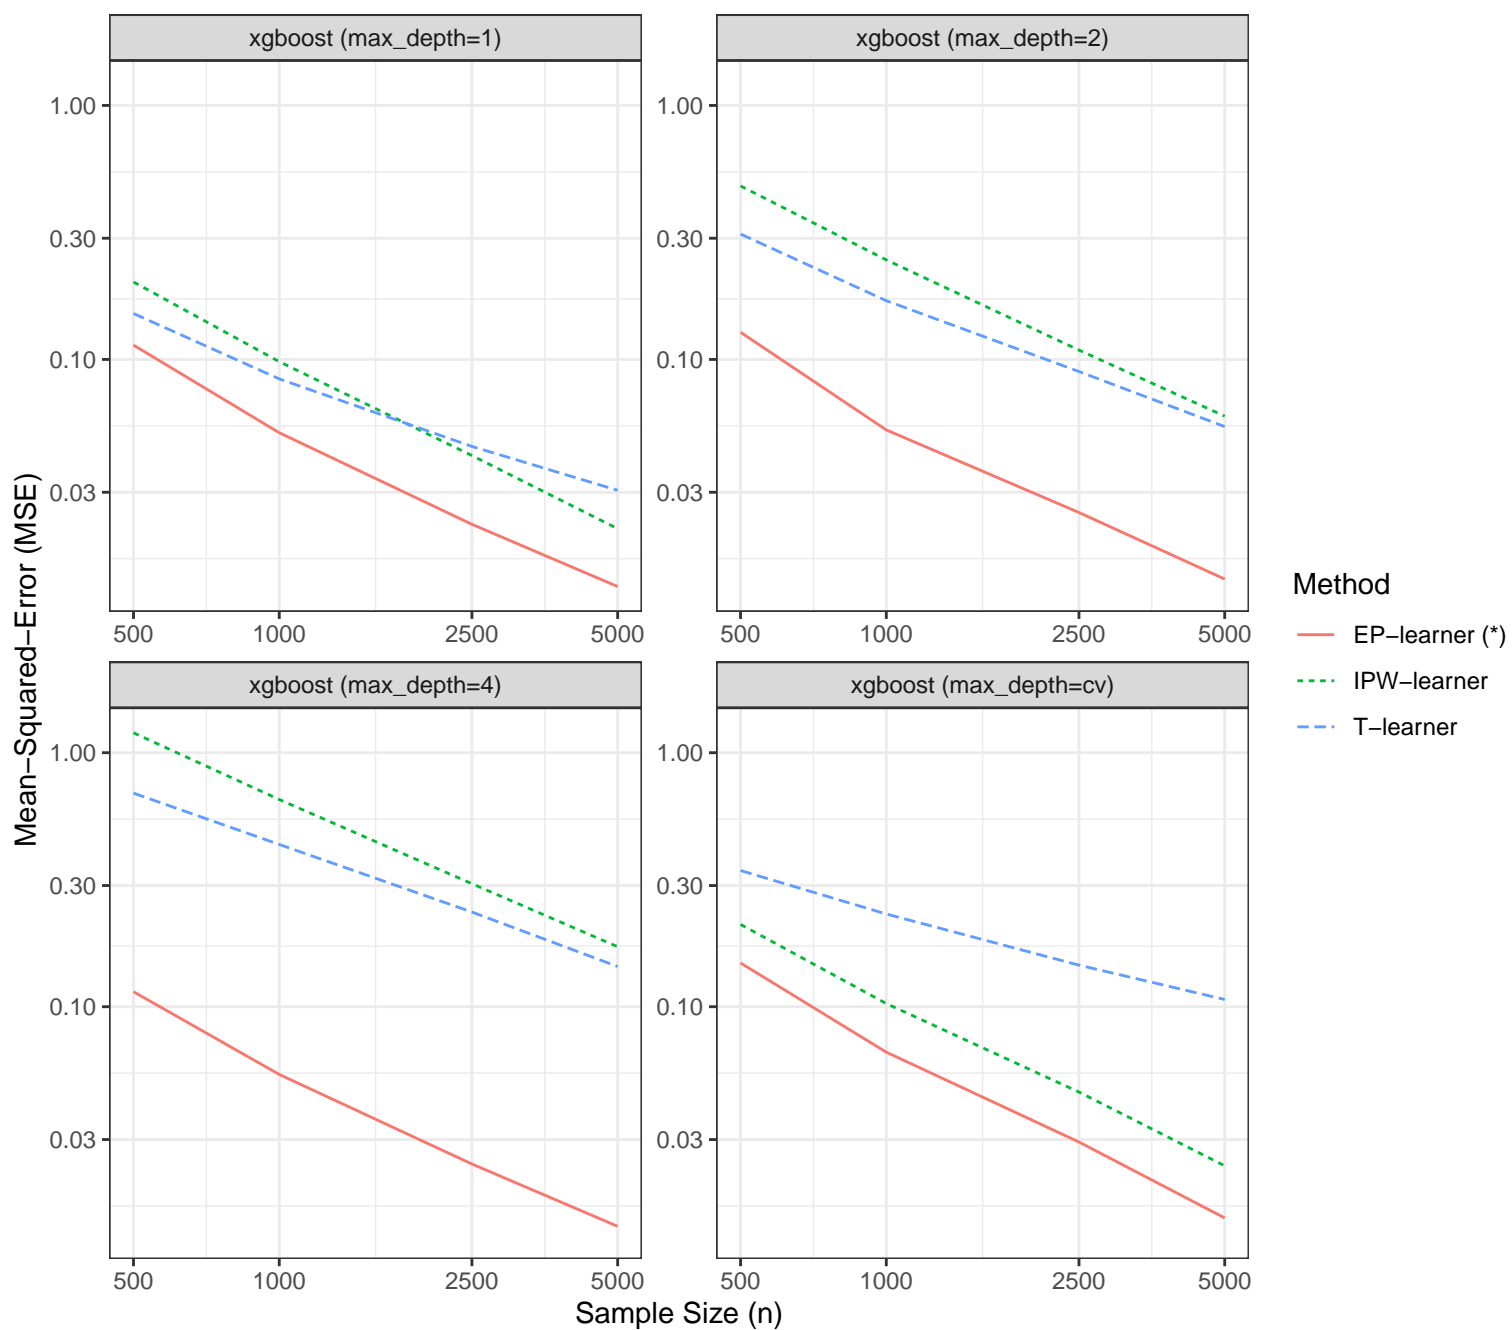 xgboost (max_depth=1)
xgboost (max_depth=2)
1.00
0.30
0.10
0.03
1.00
0.30
0.10
0.03
500 1000 2500 5000
500 1000 2500 5000
xgboost (max_depth=4)
xgboost (max_depth=cv)
1.00
0.30
0.10
0.03
1.00
0.30
0.10
0.03
500 1000 2500 5000
500 1000 2500 5000
Mean−Squared−Error (MSE)
Sample Size (n)
Method
EP−learner (*)
IPW−learner
T−learner